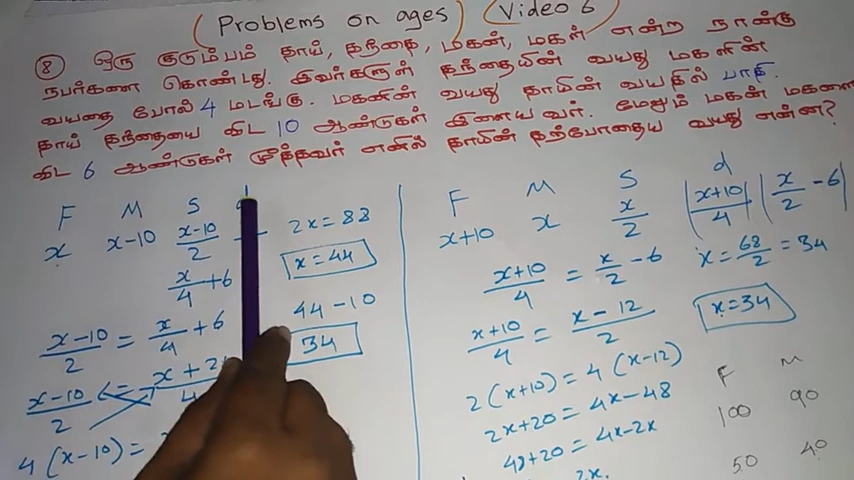 (Problems on ages) (Video 6
8 ஒரு குடும்பம் தாய், தந்தை, மகன், மகள் என்ற நான்கு
நபர்களை கொண்டது. இவர்களுள் தந்தையின் வயது மகளின்
வயதை போல் 4 மடங்கு. மகனின் வயது தாயின் வயதில் பாதி.
தாய் தந்தையை விட 10 ஆண்டுகள் இளையவர். மேலும் மகன் மகளை
விட 6 ஆண்டுகள் மூத்தவர் எனில் தாயின் தற்போதைய வயது என்ன?
F M S
x x-10 (x-10)/2
x/4 + 6
(x-10)/2 = x/4 + 6
(x-10)/2 = (x+2
4(x-10) =
2x = 88
x = 44
44-10
34
F M S d
x+10 x x/2 |(x+10)/4| x/2 - 6|
(x+10)/4 = x/2 - 6
(x+10)/4 = (x-12)/2
2(x+10) = 4(x-12)
2x+20 = 4x-48
48+20 = 4x-2x
2x.
x = 68/2 = 34
x = 34
F M
100 90
50 40